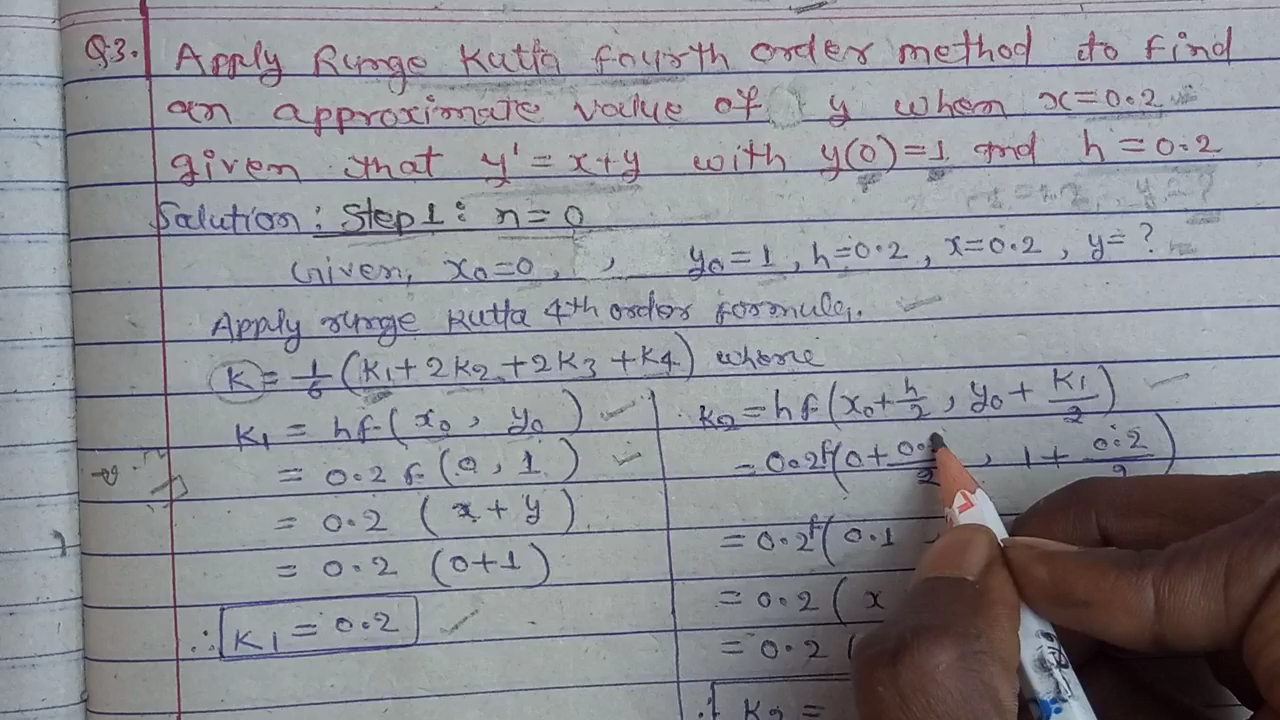 Q3. Apply Runge Kutta fourth order method to find
an approximate value of y when x=0.2
given that y' = x+y with y(0)=1 and h=0.2
Solution: Step 1: n=0
Given, x0=0, , y0=1, h=0.2, x=0.2, y=?
Apply runge Kutta 4th order formula.
K = 1/6 (K1+2K2+2K3+K4) where
K1 = hf(x0, y0)
= 0.2 f(0, 1)
= 0.2 (x+y)
= 0.2 (0+1)
∴ K1 = 0.2
K2 = hf(x0+h/2, y0+K1/2)
= 0.2f(0+0.2/2, 1+0.2/2)
= 0.2f(0.1
= 0.2(x
= 0.2(
∴ K2 =